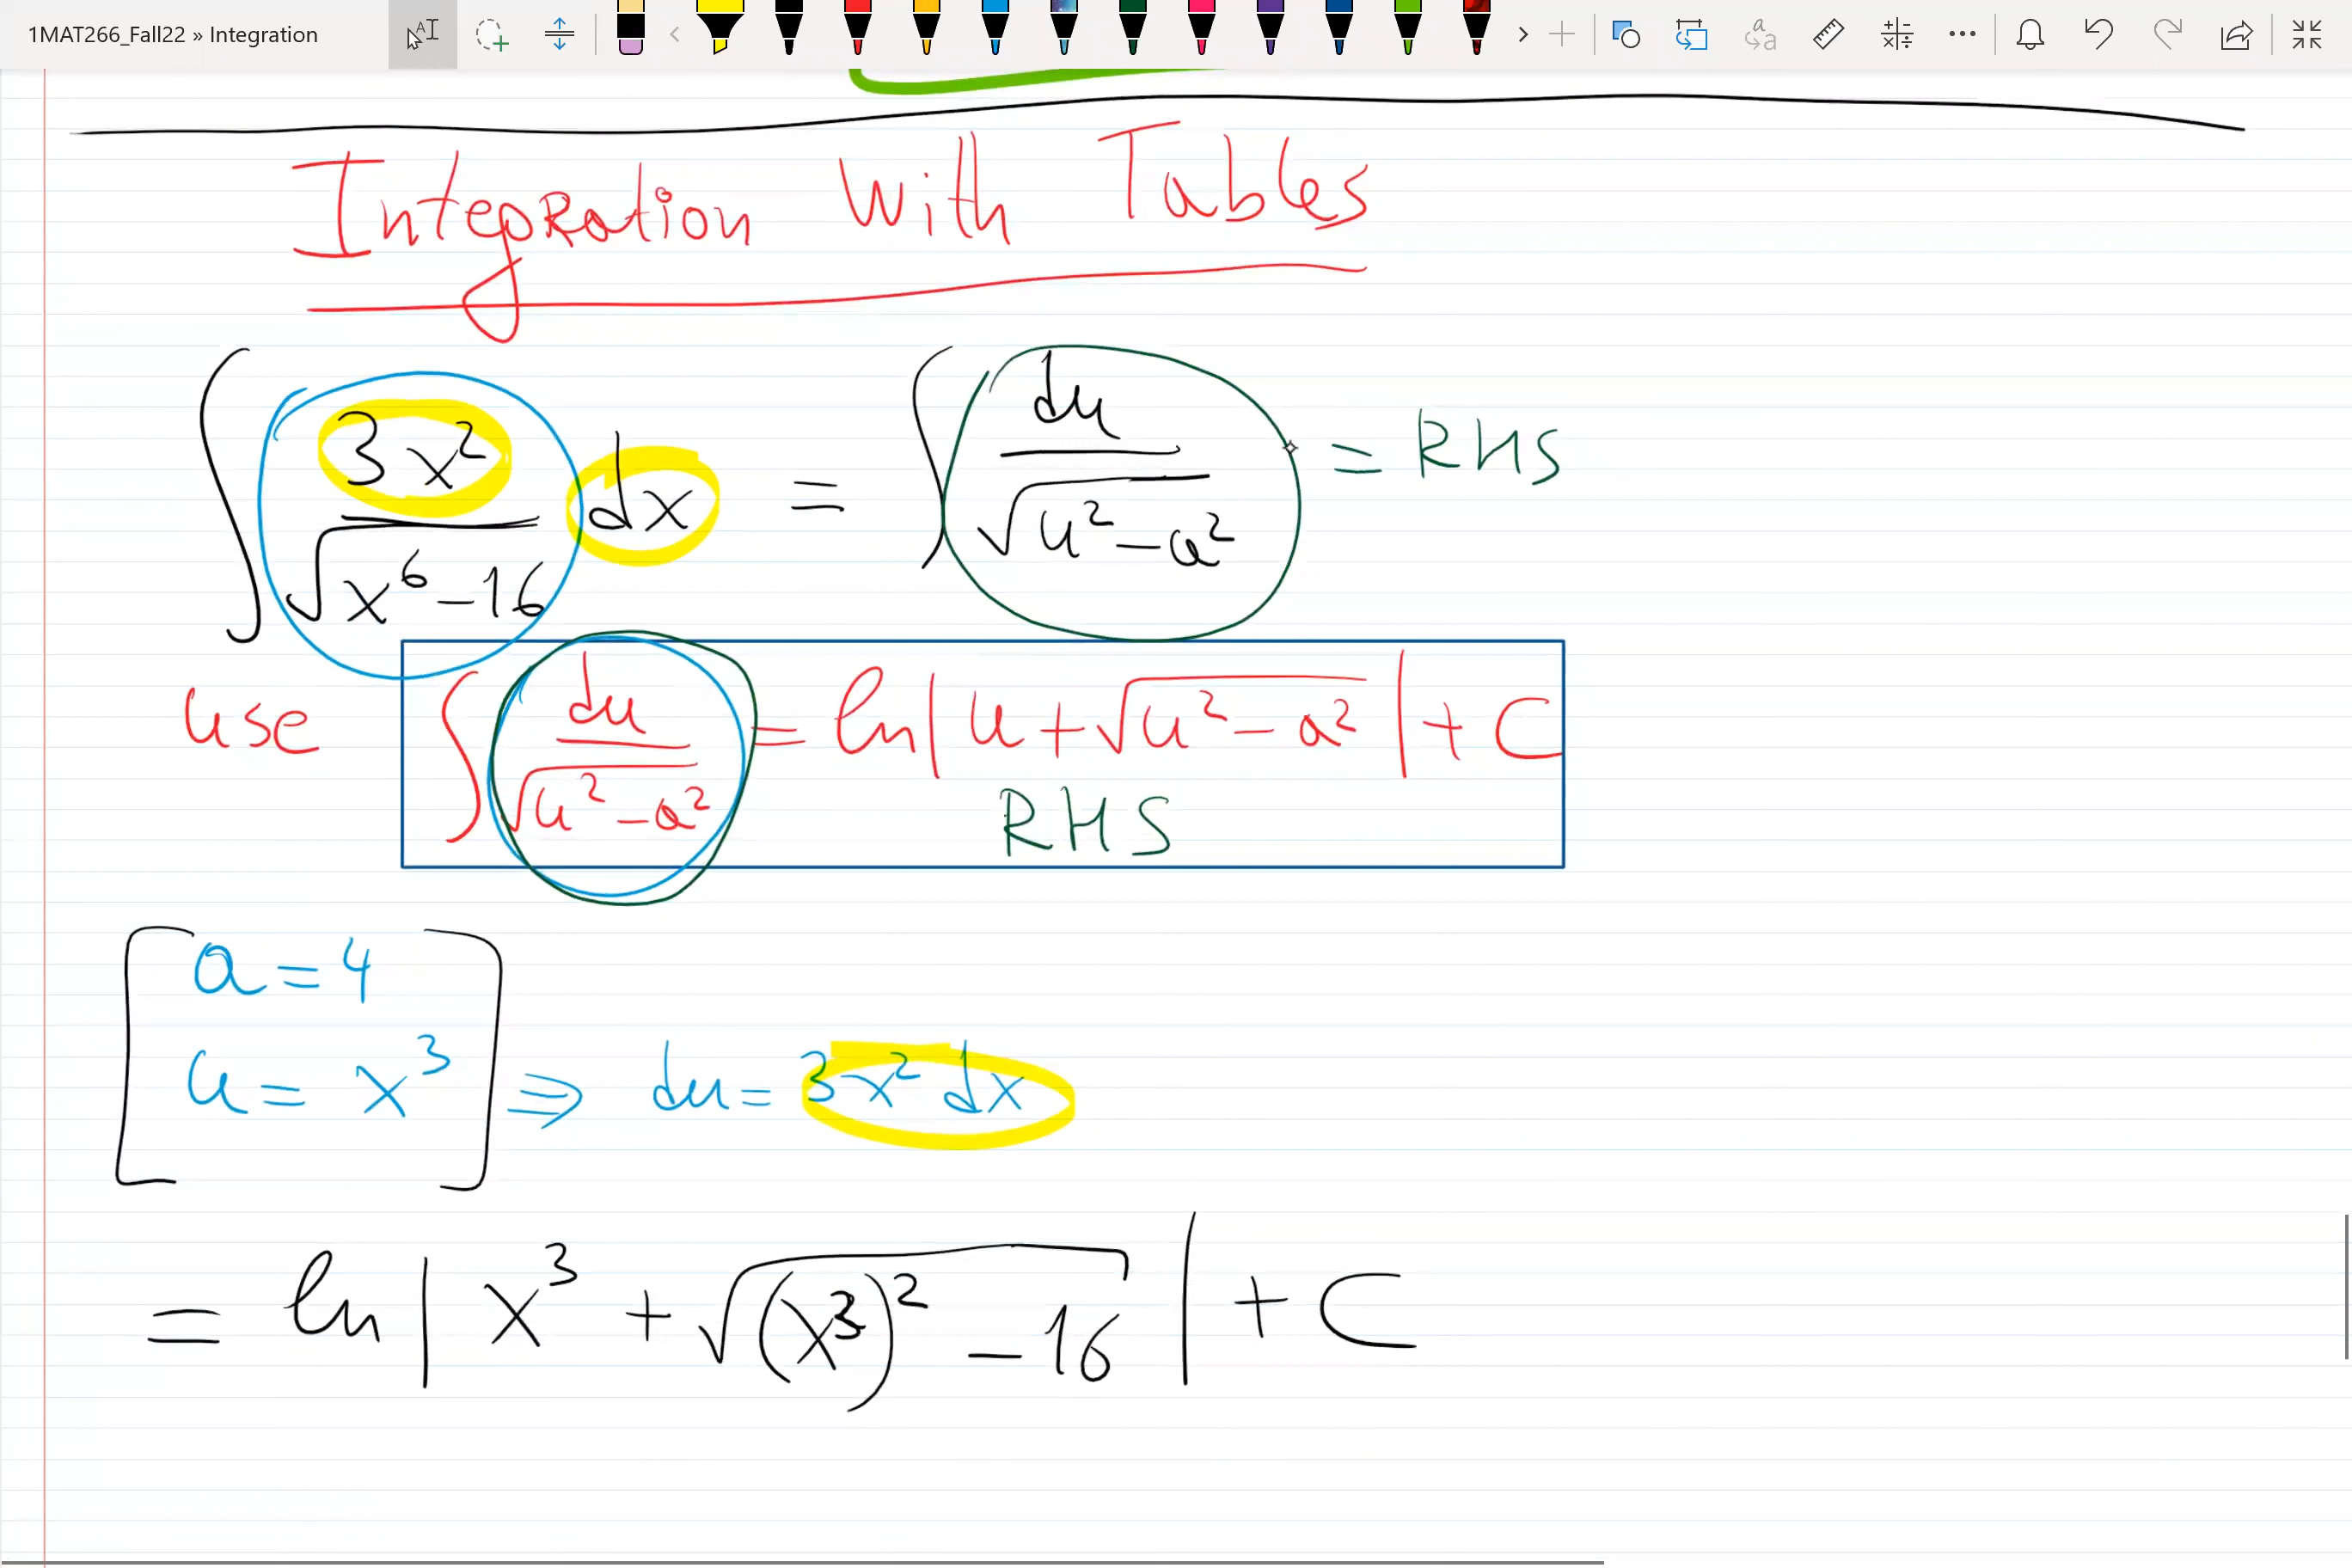 1MAT266_Fall22 » Integration
Integration With Tables
∫ 3x² / √(x⁶ − 16) dx = ∫ du / √(u² − a²) = RHS
use ∫ du / √(u² − a²) = ln | u + √(u² − a²) | + C
RHS
a = 4
u = x³ ⇒ du = 3x² dx
= ln | x³ + √((x³)² − 16) | + C